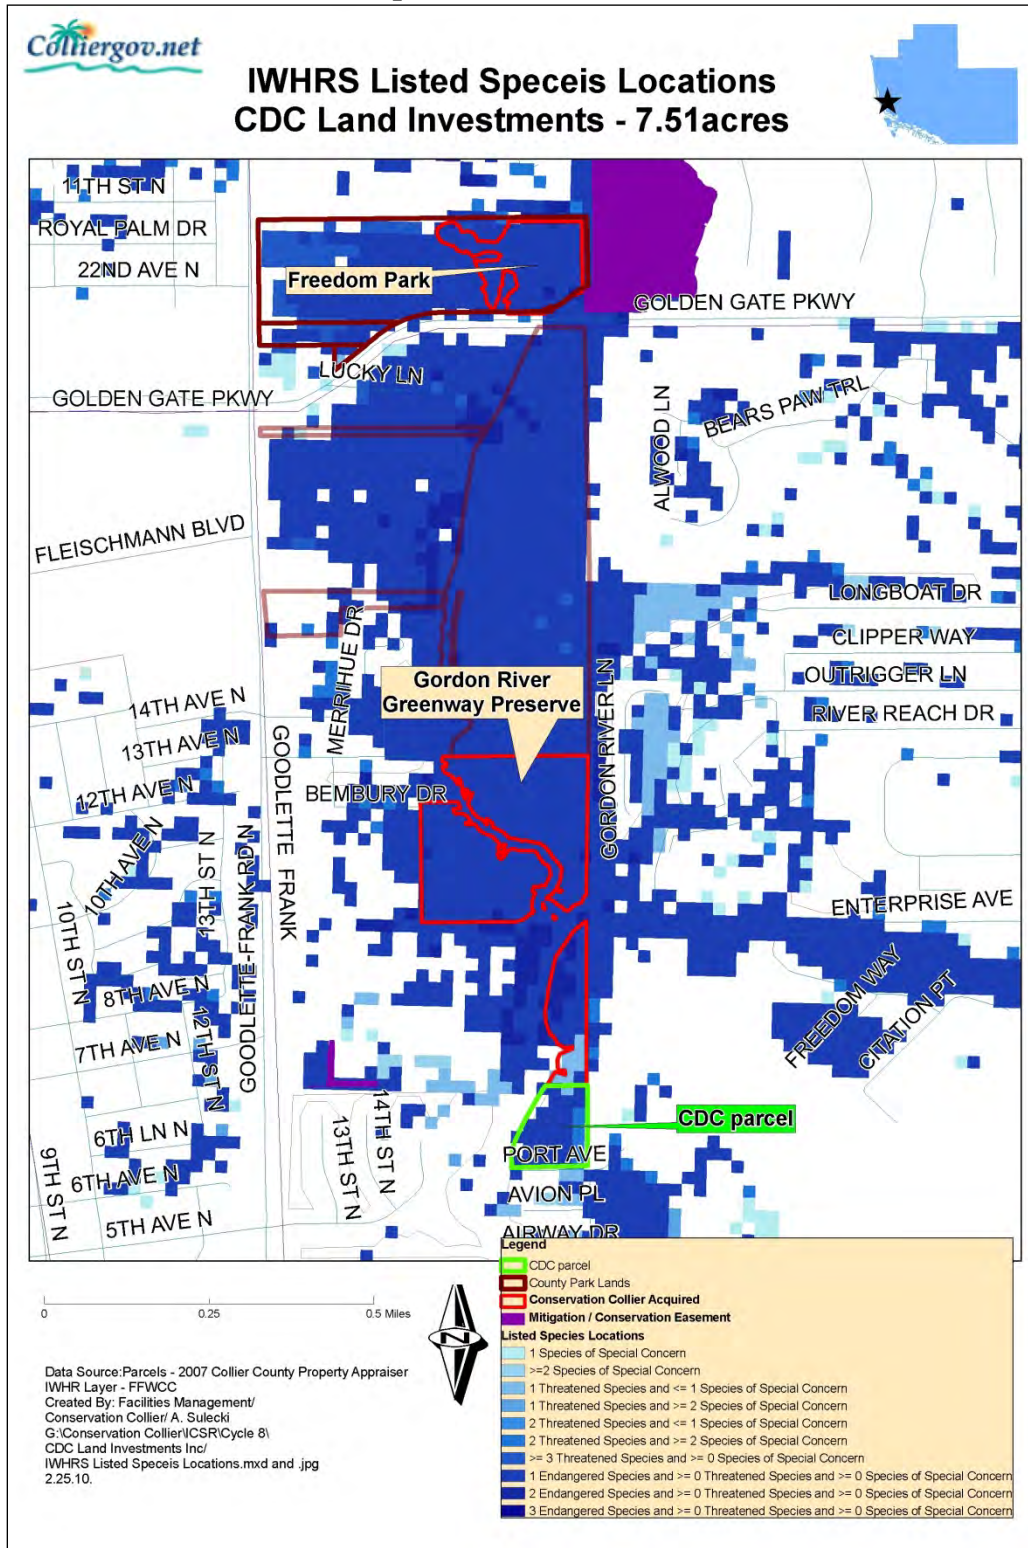 Colliergov.net
IWHRS Listed Speceis Locations
CDC Land Investments - 7.51acres
11TH ST N
ROYAL PALM DR
22ND AVE N
Freedom Park
GOLDEN GATE PKWY
LUCKY LN
GOLDEN GATE PKWY
BEARS PAW TRL
ALWOOD LN
FLEISCHMANN BLVD
LONGBOAT DR
CLIPPER WAY
OUTRIGGER LN
RIVER REACH DR
MERRIHUE DR
Gordon River
Greenway Preserve
GORDON RIVER LN
14TH AVE N
13TH AVE N
12TH AVE N
GOODLETTE FRANK
BEMBURY DR
10TH AVE N
13TH ST N
GOODLETTE-FRANK RD N
10TH ST N
ENTERPRISE AVE
8TH AVE N
12TH ST N
7TH AVE N
FREEDOM WAY
CITATION PT
14TH ST N
13TH ST N
CDC parcel
6TH LN N
PORT AVE
9TH ST N
6TH AVE N
AVION PL
5TH AVE N
AIRWAY DR
Legend
CDC parcel
County Park Lands
Conservation Collier Acquired
Mitigation / Conservation Easement
Listed Species Locations
1 Species of Special Concern
>=2 Species of Special Concern
1 Threatened Species and <= 1 Species of Special Concern
1 Threatened Species and >= 2 Species of Special Concern
2 Threatened Species and <= 1 Species of Special Concern
2 Threatened Species and >= 2 Species of Special Concern
>= 3 Threatened Species and >= 0 Species of Special Concern
1 Endangered Species and >= 0 Threatened Species and >= 0 Species of Special Concern
2 Endangered Species and >= 0 Threatened Species and >= 0 Species of Special Concern
3 Endangered Species and >= 0 Threatened Species and >= 0 Species of Special Concern
0 0.25 0.5 Miles
N
Data Source:Parcels - 2007 Collier County Property Appraiser
IWHR Layer - FFWCC
Created By: Facilities Management/
Conservation Collier/ A. Sulecki
G:\Conservation Collier\ICSR\Cycle 8\
CDC Land Investments Inc/
IWHRS Listed Speceis Locations.mxd and .jpg
2.25.10.